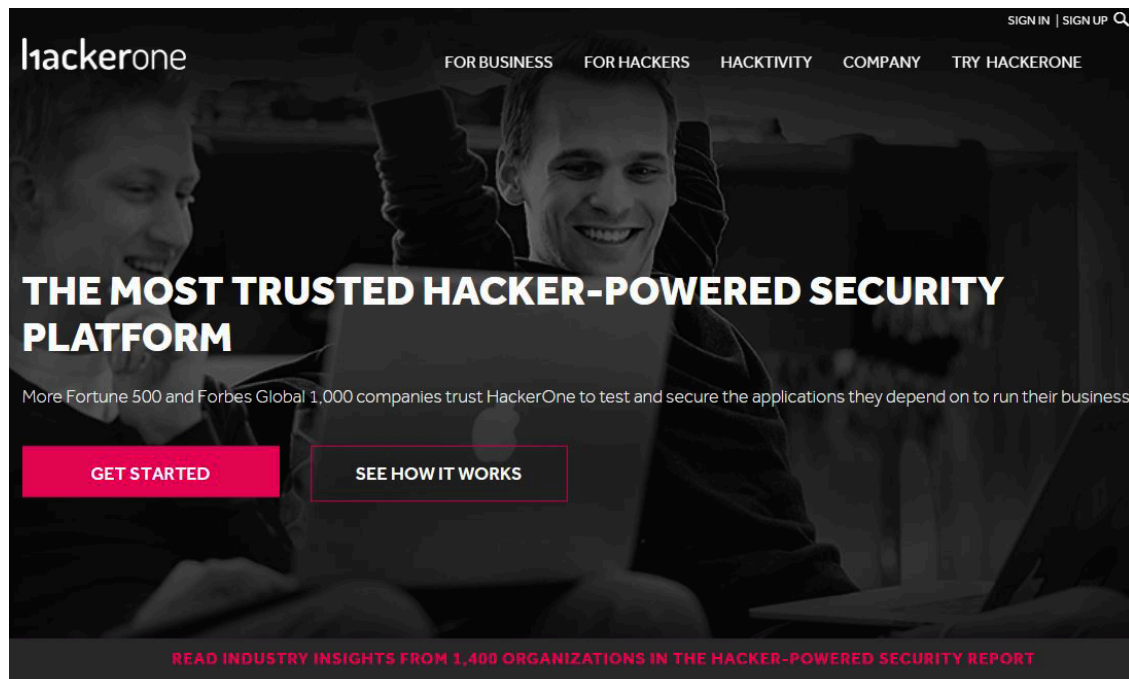 SIGN IN | SIGN UP
hackerone
FOR BUSINESS FOR HACKERS HACKTIVITY COMPANY TRY HACKERONE
THE MOST TRUSTED HACKER-POWERED SECURITY
PLATFORM
More Fortune 500 and Forbes Global 1,000 companies trust HackerOne to test and secure the applications they depend on to run their business
GET STARTED SEE HOW IT WORKS
READ INDUSTRY INSIGHTS FROM 1,400 ORGANIZATIONS IN THE HACKER-POWERED SECURITY REPORT